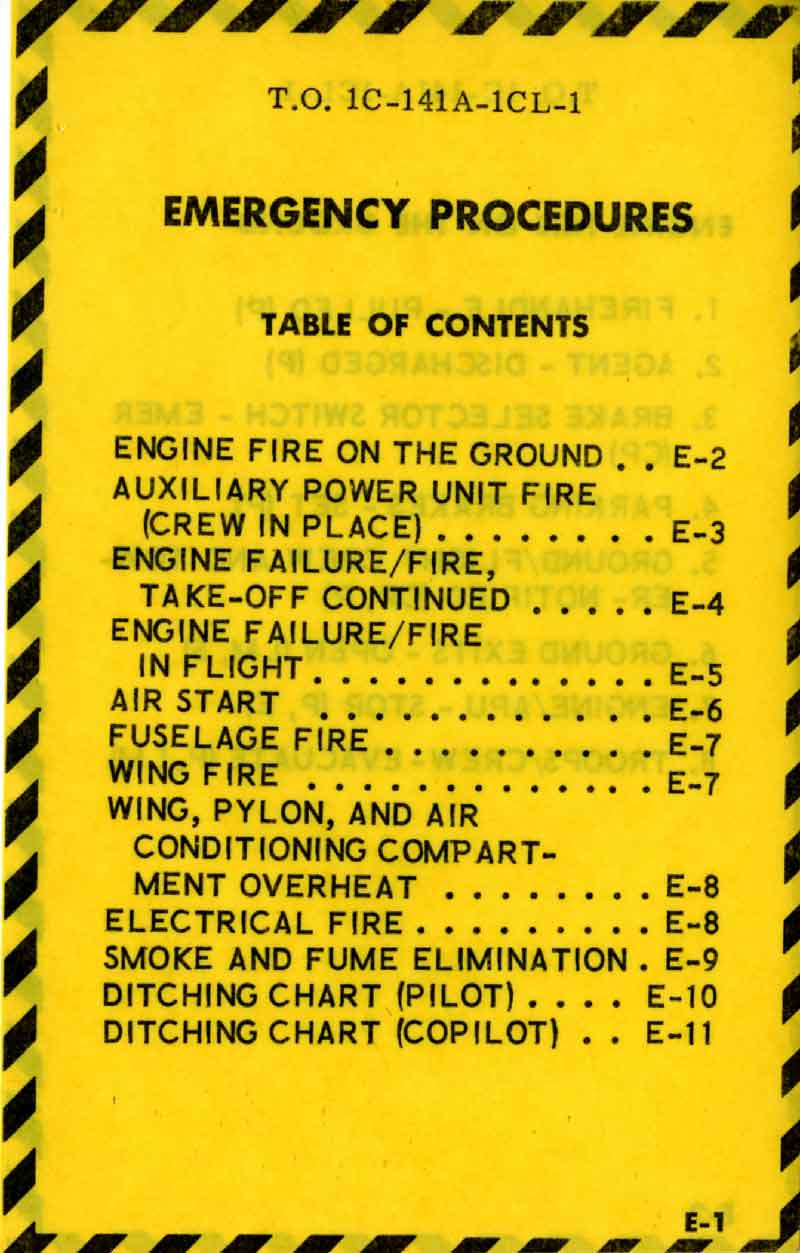 T.O. 1C-141A-1CL-1
EMERGENCY PROCEDURES
TABLE OF CONTENTS
ENGINE FIRE ON THE GROUND . . E-2
AUXILIARY POWER UNIT FIRE
(CREW IN PLACE) . . . . . . . . E-3
ENGINE FAILURE/FIRE,
TAKE-OFF CONTINUED . . . . . E-4
ENGINE FAILURE/FIRE
IN FLIGHT . . . . . . . . . . . . . E-5
AIR START . . . . . . . . . . . . . E-6
FUSELAGE FIRE . . . . . . . . . . E-7
WING FIRE . . . . . . . . . . . . . E-7
WING, PYLON, AND AIR
CONDITIONING COMPART-
MENT OVERHEAT . . . . . . . . E-8
ELECTRICAL FIRE . . . . . . . . . E-8
SMOKE AND FUME ELIMINATION . E-9
DITCHING CHART (PILOT) . . . . E-10
DITCHING CHART (COPILOT) . . E-11
E-1